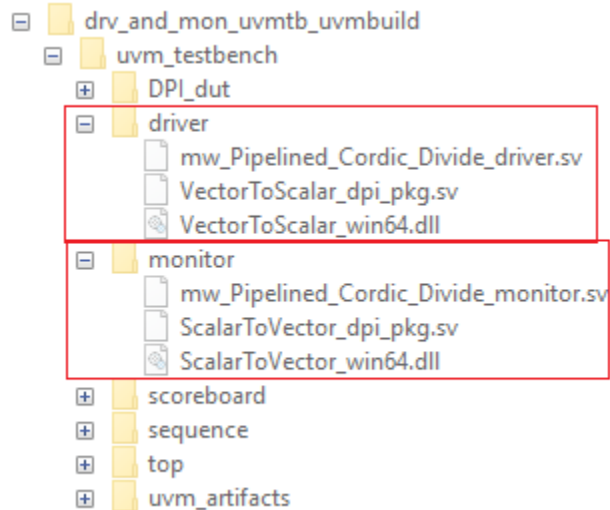 drv_and_mon_uvmtb_uvmbuild
uvm_testbench
DPI_dut
driver
mw_Pipelined_Cordic_Divide_driver.sv
VectorToScalar_dpi_pkg.sv
VectorToScalar_win64.dll
monitor
mw_Pipelined_Cordic_Divide_monitor.sv
ScalarToVector_dpi_pkg.sv
ScalarToVector_win64.dll
scoreboard
sequence
top
uvm_artifacts